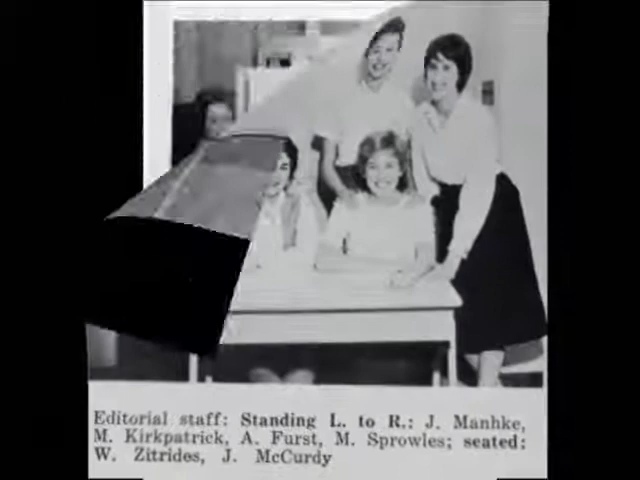 Editorial staff: Standing L. to R.: J. Manhke,
M. Kirkpatrick, A. Furst, M. Sprowles; seated:
W. Zitrides, J. McCurdy